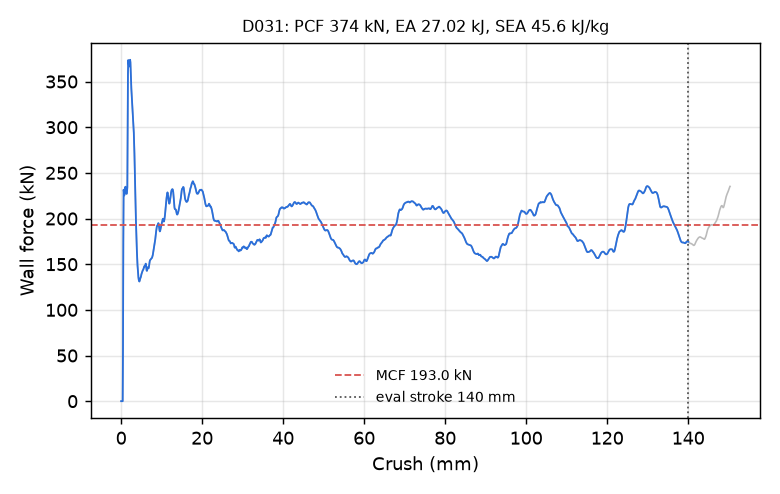 D031: PCF 374 kN, EA 27.02 kJ, SEA 45.6 kJ/kg
Wall force (kN)
350
300
250
200
150
100
50
0
MCF 193.0 kN
eval stroke 140 mm
0 20 40 60 80 100 120 140
Crush (mm)